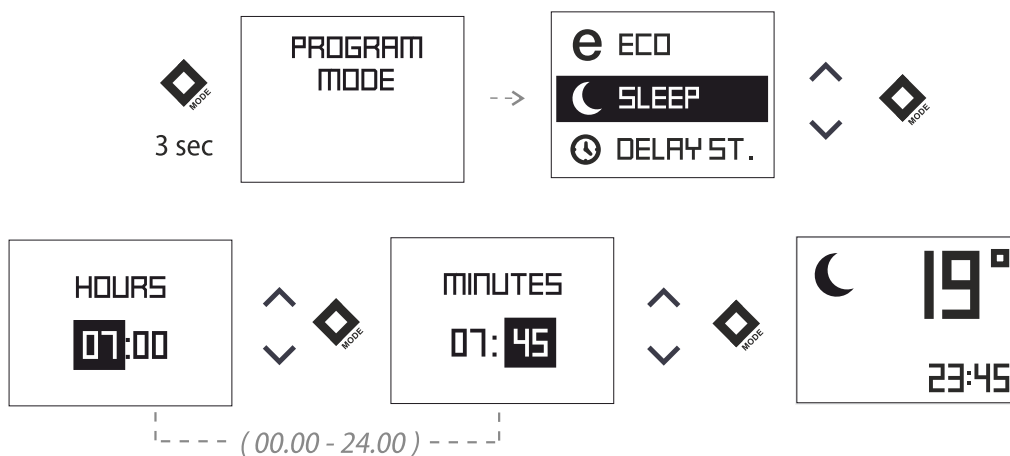 PROGRAM
MODE
e ECO
SLEEP
DELAY ST.
MODE
3 sec
MODE
HOURS
07:00
MODE
MINUTES
07:45
MODE
19°
23:45
( 00.00 - 24.00 )